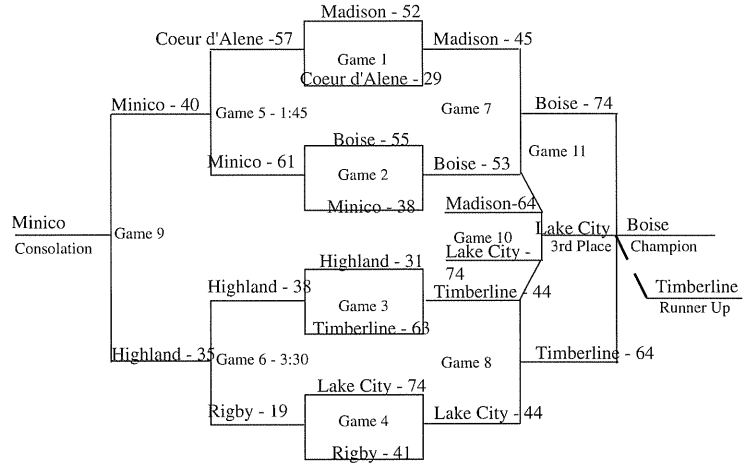 Madison - 52
Coeur d'Alene -57
Madison - 45
Game 1
Coeur d'Alene - 29
Minico - 40
Game 5 - 1:45
Game 7
Boise - 74
Boise - 55
Game 11
Minico - 61
Game 2
Boise - 53
Minico - 38
Madison-64
Minico
Consolation
Game 9
Game 10
Lake City
3rd Place
Boise
Champion
Lake City -
74
Highland - 31
Highland - 38
Timberline - 44
Timberline
Runner Up
Game 3
Timberline - 63
Highland - 35
Game 6 - 3:30
Game 8
Timberline - 64
Lake City - 74
Rigby - 19
Game 4
Lake City - 44
Rigby - 41